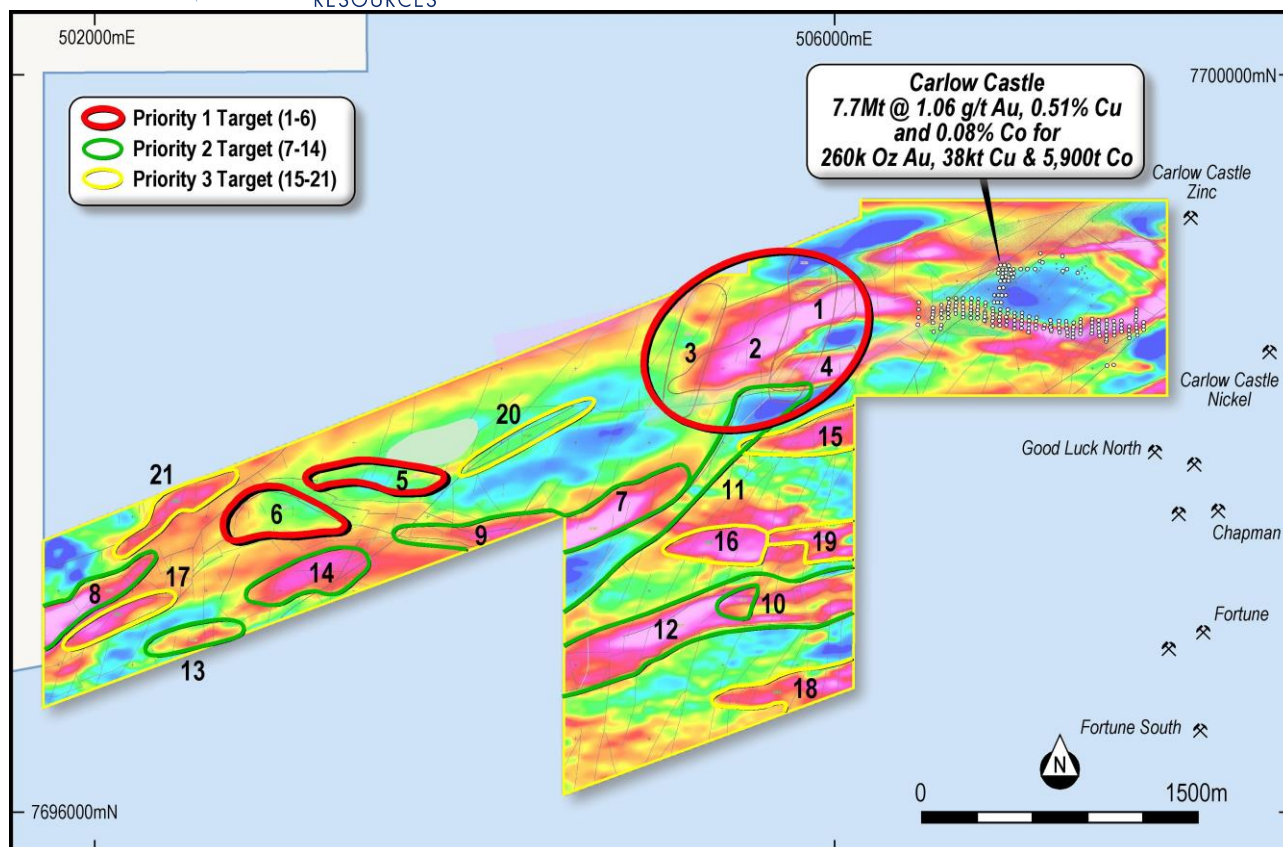 RESOURCES
502000mE
506000mE
7700000mN
Carlow Castle
7.7Mt @ 1.06 g/t Au, 0.51% Cu
and 0.08% Co for
260k Oz Au, 38kt Cu & 5,900t Co
Priority 1 Target (1-6)
Priority 2 Target (7-14)
Priority 3 Target (15-21)
Carlow Castle
Zinc
1
2
3
4
Carlow Castle
Nickel
20
15
Good Luck North
21
5
11
6
7
9
16
19
Chapman
17
14
8
10
12
Fortune
13
18
Fortune South
N
0
1500m
7696000mN